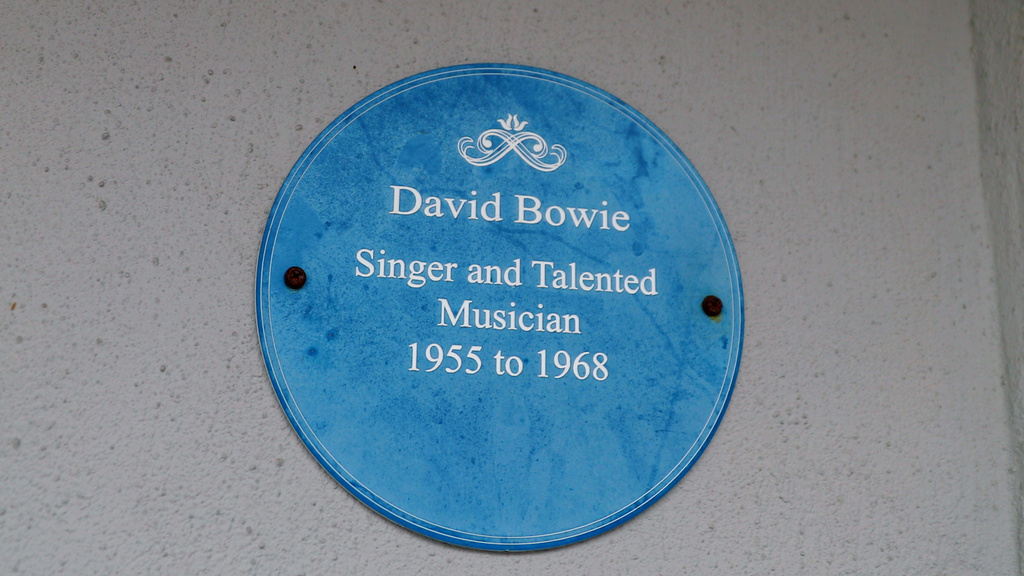 David Bowie
Singer and Talented
Musician
1955 to 1968